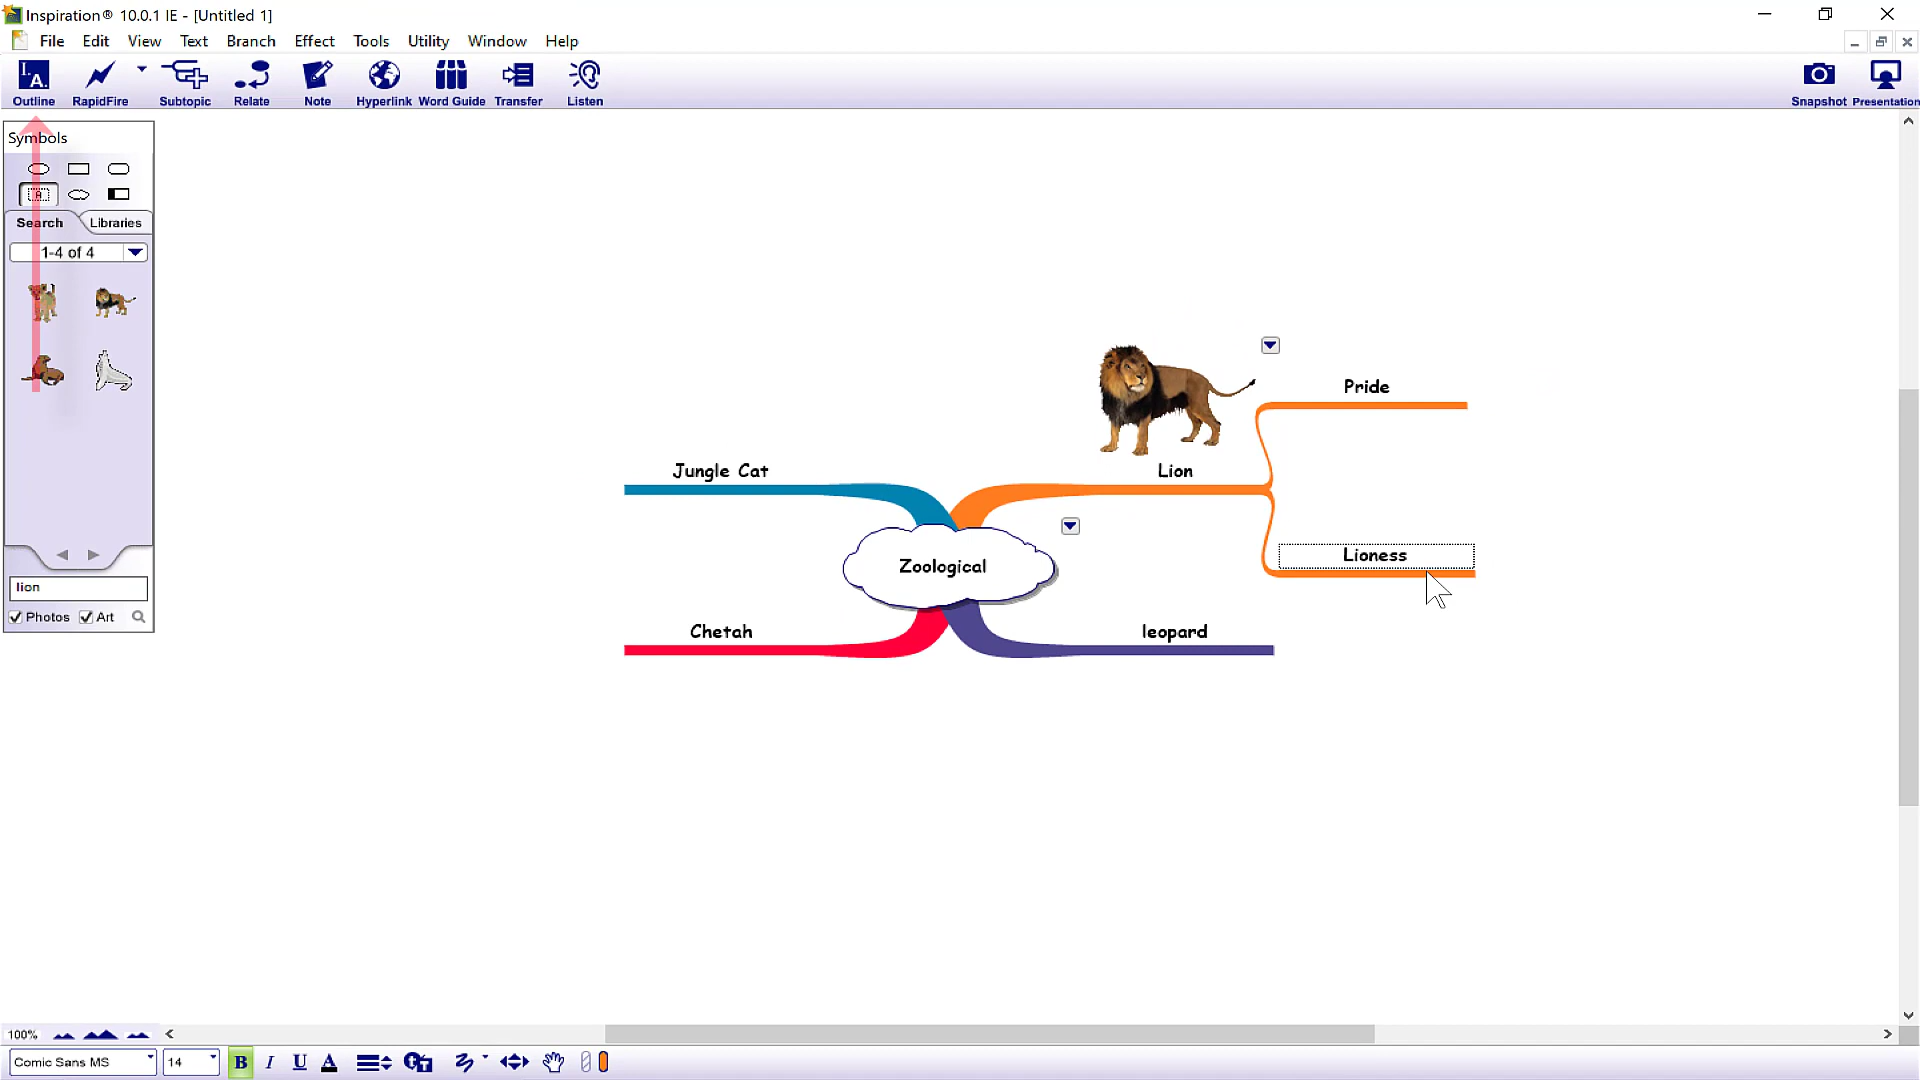 Inspiration® 10.0.1 IE - [Untitled 1]
File Edit View Text Branch Effect Tools Utility Window Help
I. A. Outline RapidFire Subtopic Relate Note Hyperlink Word Guide Transfer Listen Snapshot Presentation
Symbols
A
Search Libraries
1-4 of 4
lion
Photos Art
Pride
Jungle Cat
Lion
Lioness
Zoological
Chetah
leopard
100%
Comic Sans MS 14 B I U A